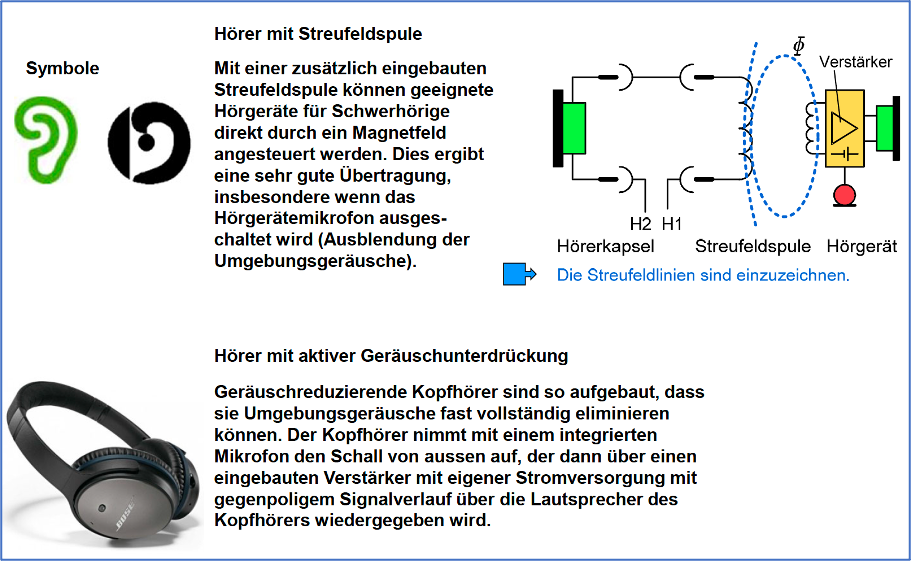 Hörer mit Streufeldspule
Symbole
Mit einer zusätzlich eingebauten
Streufeldspule können geeignete
Hörgeräte für Schwerhörige
direkt durch ein Magnetfeld
angesteuert werden. Dies ergibt
eine sehr gute Übertragung,
insbesondere wenn das
Hörgerätemikrofon ausges-
chaltet wird (Ausblendung der
Umgebungsgeräusche).
Φ
Verstärker
H2 H1
Hörerkapsel Streufeldspule Hörgerät
Die Streufeldlinien sind einzuzeichnen.
Hörer mit aktiver Geräuschunterdrückung
Geräuschreduzierende Kopfhörer sind so aufgebaut, dass
sie Umgebungsgeräusche fast vollständig eliminieren
können. Der Kopfhörer nimmt mit einem integrierten
Mikrofon den Schall von aussen auf, der dann über einen
eingebauten Verstärker mit eigener Stromversorgung mit
gegenpoligem Signalverlauf über die Lautsprecher des
Kopfhörers wiedergegeben wird.
BOSE